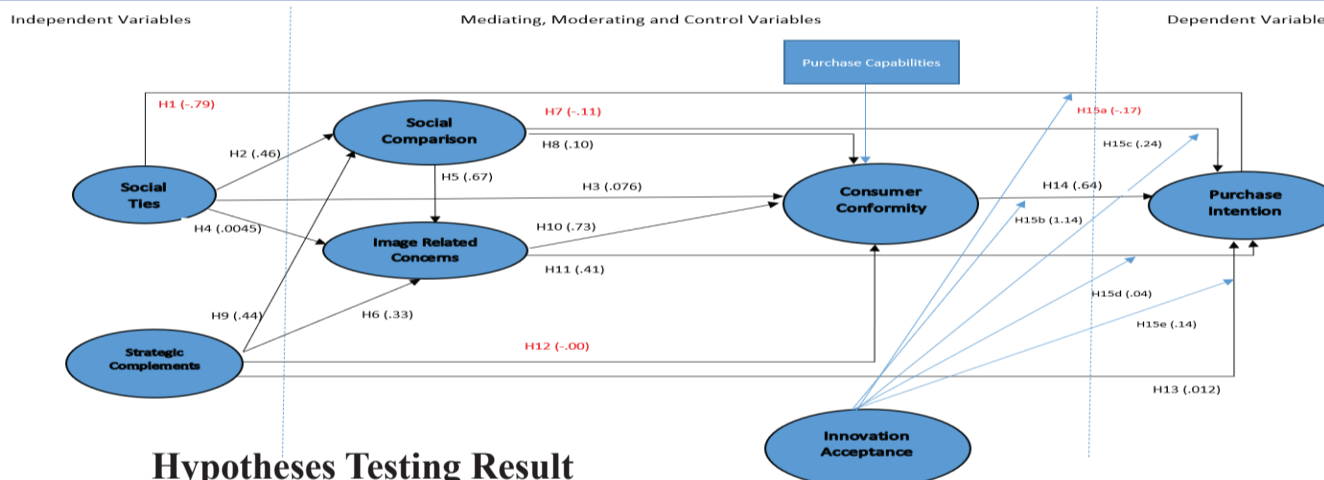 Independent Variables
Mediating, Moderating and Control Variables
Dependent Variable
Purchase Capabilities
H1 (-.79)
H7 (-.11)
H15a (-.17)
Social
Comparison
H8 (.10)
H15c (.24)
H2 (.46)
H5 (.67)
H3 (.076)
H14 (.64)
Social
Ties
Consumer
Conformity
Purchase
Intention
H4 (.0045)
H10 (.73)
H15b (1.14)
Image Related
Concerns
H11 (.41)
H15d (.04)
H9 (.44)
H6 (.33)
H15e (.14)
H12 (-.00)
Strategic
Complements
H13 (.012)
Innovation
Acceptance
Hypotheses Testing Result